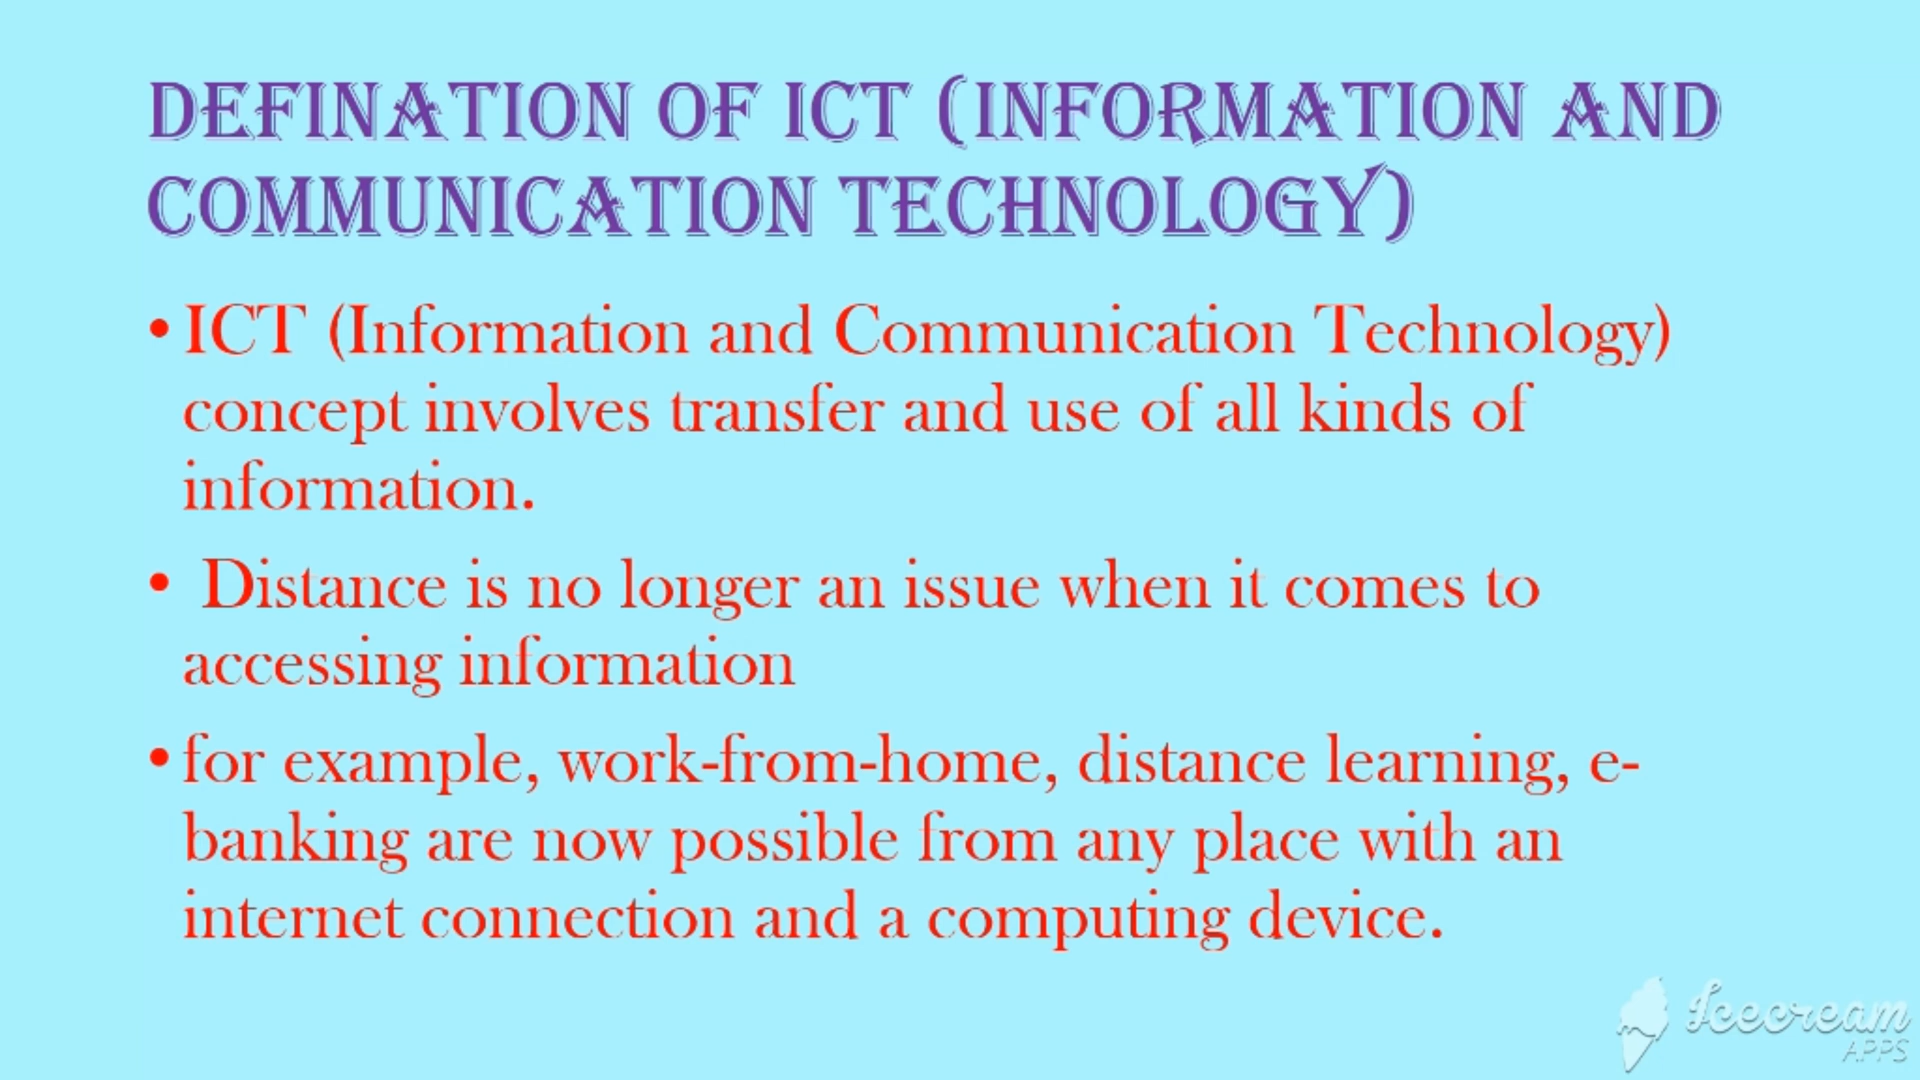 DEFINATION OF ICT (INFORMATION AND
COMMUNICATION TECHNOLOGY)
• ICT (Information and Communication Technology)
concept involves transfer and use of all kinds of
information.
• Distance is no longer an issue when it comes to
accessing information
• for example, work-from-home, distance learning, e-
banking are now possible from any place with an
internet connection and a computing device.
Icecream
APPS